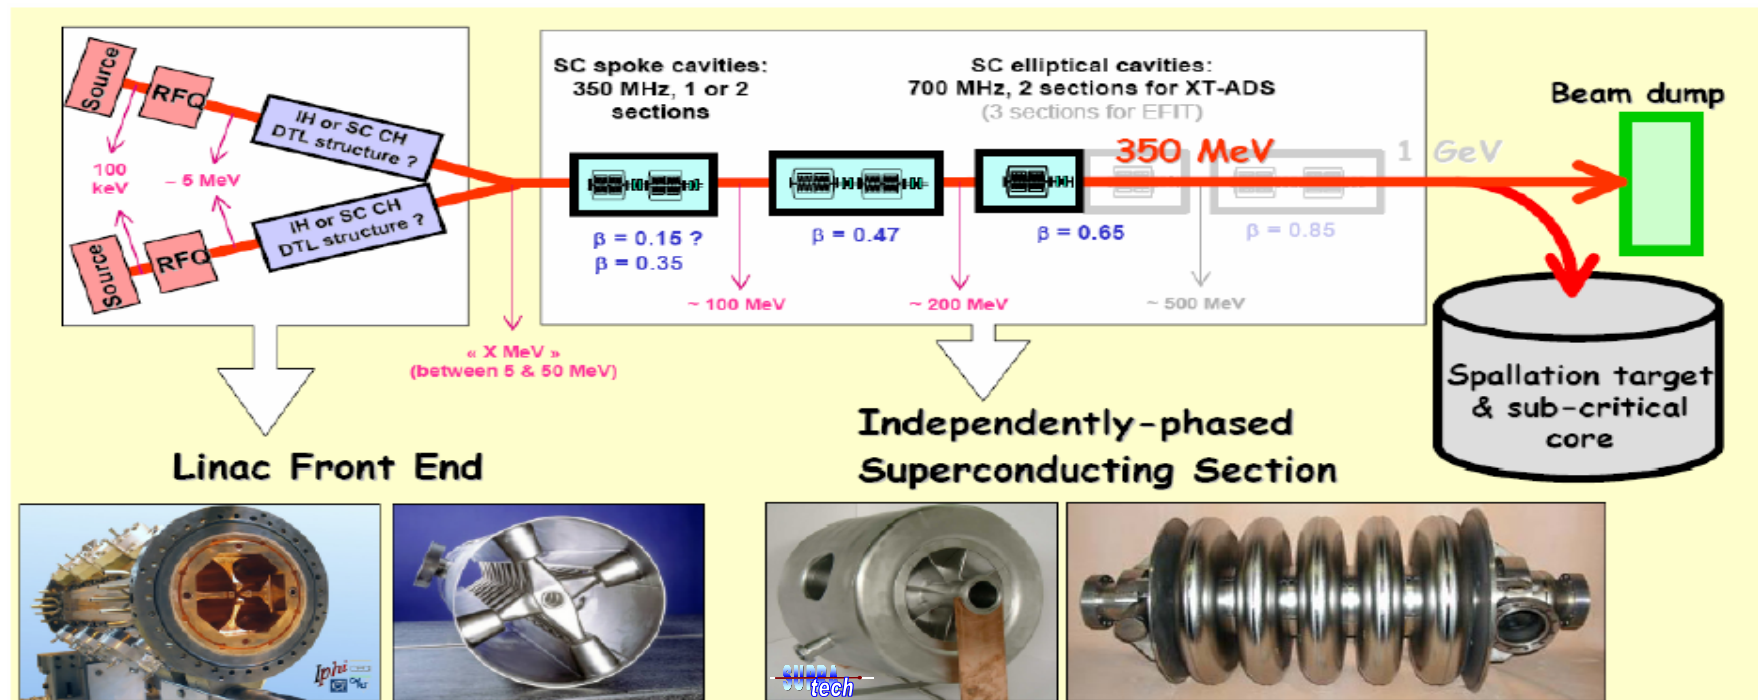 Source
RFQ
IH or SC CH
DTL structure ?
100
keV
~ 5 MeV
Source
RFQ
IH or SC CH
DTL structure ?
« X MeV »
(between 5 & 50 MeV)
SC spoke cavities:
350 MHz, 1 or 2
sections
SC elliptical cavities:
700 MHz, 2 sections for XT-ADS
(3 sections for EFIT)
350 MeV
1 GeV
β = 0.15 ?
β = 0.35
β = 0.47
β = 0.65
β = 0.85
~ 100 MeV
~ 200 MeV
~ 500 MeV
Beam dump
Spallation target
& sub-critical
core
Linac Front End
Independently-phased
Superconducting Section
Iphi
SUPRA
tech